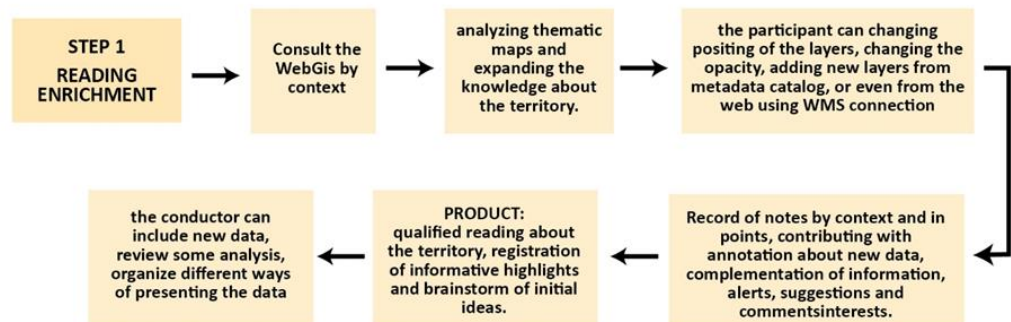 STEP 1
READING
ENRICHMENT
Consult the
WebGis by
context
analyzing thematic
maps and
expanding the
knowledge about
the territory.
the participant can changing
positing of the layers, changing the
opacity, adding new layers from
metadata catalog, or even from the
web using WMS connection
Record of notes by context and in
points, contributing with
annotation about new data,
complementation of information,
alerts, suggestions and
commentsinterests.
PRODUCT:
qualified reading about
the territory, registration
of informative highlights
and brainstorm of initial
ideas.
the conductor can
include new data,
review some analysis,
organize different ways
of presenting the data